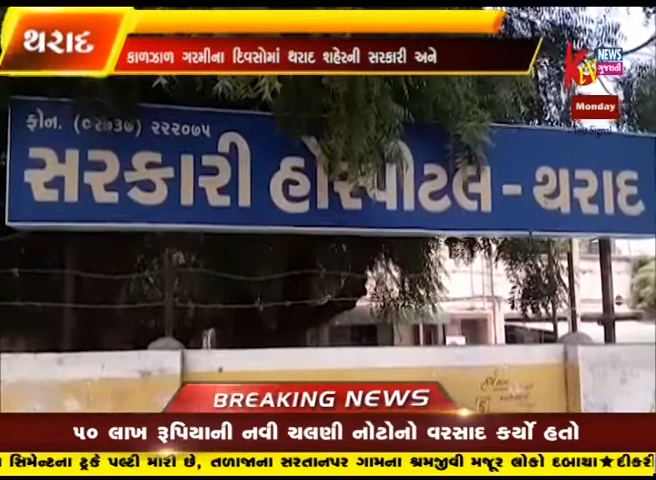 થરાદ
કાળઝાળ ગરમીના દિવસોમાં થરાદ શહેરની સરકારી અને
NEWS
ગુજરાતી
Monday
ફોન. (૦૨૭૩૭) ૨૨૨૦૭૫
સરકારી હોસ્પીટલ - થરાદ
BREAKING NEWS
૫૦ લાખ રૂપિયાની નવી ચલણી નોટોનો વરસાદ કર્યો હતો
સિમેન્ટના ટ્રકે પલ્ટી મારી છે, તળાજાના સરતાનપર ગામના શ્રમજીવી મજૂર લોકો દબાયા★દીકરી